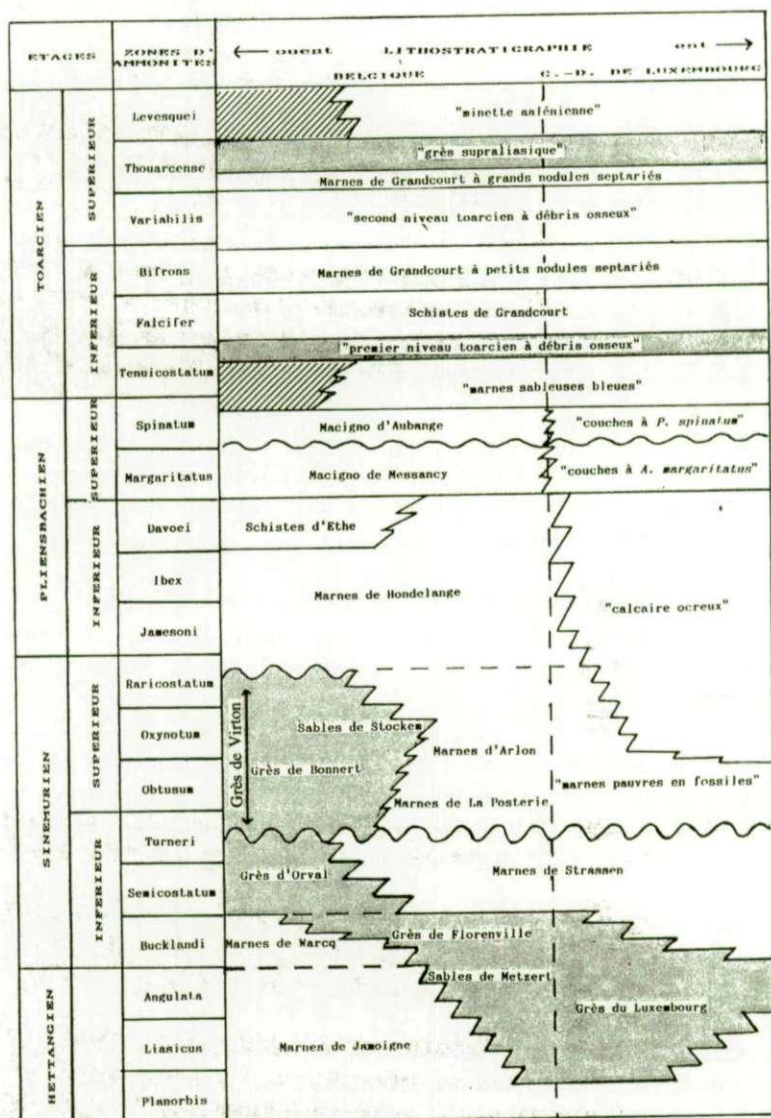 ETAGES
ZONES D'
AMMONITES
← ouest LITHOSTRATIGRAPHIE est →
BELGIQUE G.-D. DE LUXEMBOURG
TOARCIEN
SUPERIEUR
Levesquei
"minette aalénienne"
Thouarcense
"grès supraliasique"
Marnes de Grandcourt à grands nodules septariés
Variabilis
"second niveau toarcien à débris osseux"
INFERIEUR
Bifrons
Marnes de Grandcourt à petits nodules septariés
Falcifer
Schistes de Grandcourt
"premier niveau toarcien à débris osseux"
Tenuicostatum
"marnes sableuses bleues"
PLIENSBACHIEN
SUPERIEUR
Spinatum
Macigno d'Aubange
"couches à P. spinatum"
Margaritatus
Macigno de Messancy
"couches à A. margaritatus"
INFERIEUR
Davoei
Schistes d'Ethe
Ibex
Marnes de Hondelange
"calcaire ocreux"
Jamesoni
SINEMURIEN
SUPERIEUR
Raricostatum
Grès de Virton
Sables de Stockem
Oxynotum
Marnes d'Arlon
Grès de Bonnert
Obtusum
"marnes pauvres en fossiles"
Marnes de La Posterie
INFERIEUR
Turneri
Marnes de Strassen
Grès d'Orval
Semicostatum
Grès de Florenville
Bucklandi
Marnes de Warcq
HETTANGIEN
Sables de Metzert
Angulata
Grès du Luxembourg
Liasicus
Marnes de Jamoigne
Planorbis